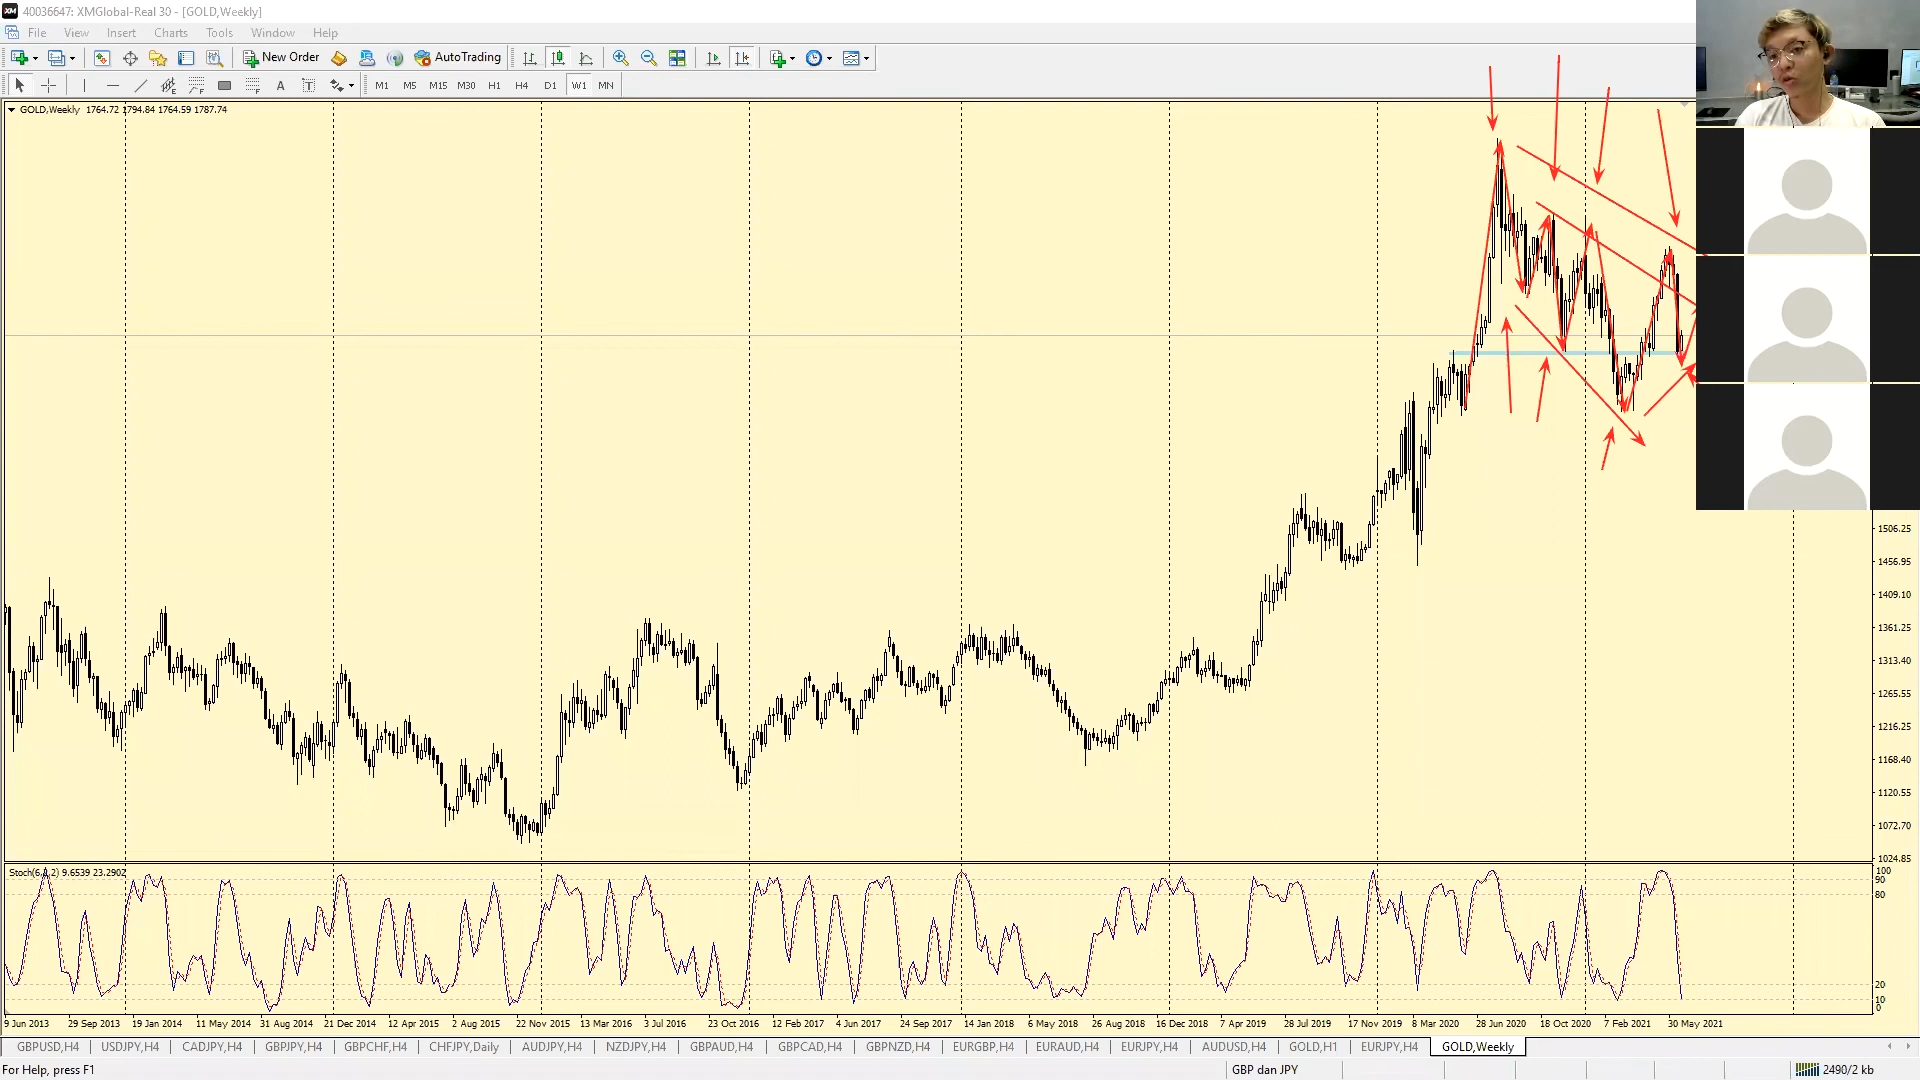 XM 40036647: XMGlobal-Real 30 - [GOLD,Weekly]
File View Insert Charts Tools Window Help
New Order AutoTrading
A T M1 M5 M15 M30 H1 H4 D1 W1 MN
GOLD,Weekly 1764.72 1794.84 1764.59 1787.74
1506.25
1456.95
1409.10
1361.25
1313.40
1265.55
1216.25
1168.40
1120.55
1072.70
1024.85
Stoch(6,2,2) 9.6539 23.2902
100
90
80
20
10
0
9 Jun 2013 29 Sep 2013 19 Jan 2014 11 May 2014 31 Aug 2014 21 Dec 2014 12 Apr 2015 2 Aug 2015 22 Nov 2015 13 Mar 2016 3 Jul 2016 23 Oct 2016 12 Feb 2017 4 Jun 2017 24 Sep 2017 14 Jan 2018 6 May 2018 26 Aug 2018 16 Dec 2018 7 Apr 2019 28 Jul 2019 17 Nov 2019 8 Mar 2020 28 Jun 2020 18 Oct 2020 7 Feb 2021 30 May 2021
GBPUSD,H4 USDJPY,H4 CADJPY,H4 GBPJPY,H4 GBPCHF,H4 CHFJPY,Daily AUDJPY,H4 NZDJPY,H4 GBPAUD,H4 GBPCAD,H4 GBPNZD,H4 EURGBP,H4 EURAUD,H4 EURJPY,H4 AUDUSD,H4 GOLD,H1 EURJPY,H4 GOLD,Weekly
For Help, press F1 GBP dan JPY 2490/2 kb